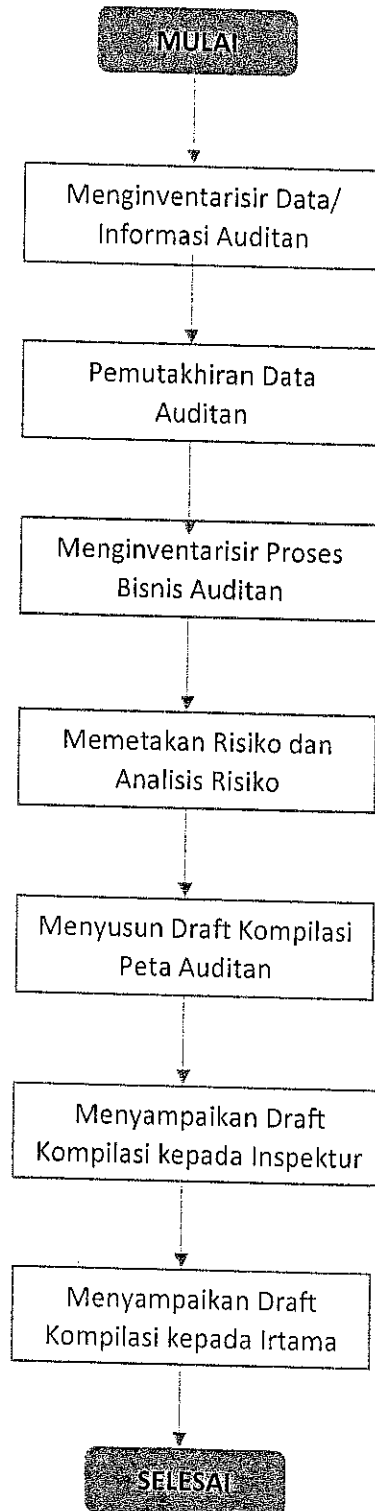 MULAI
Menginventarisir Data/
Informasi Auditan
Pemutakhiran Data
Auditan
Menginventarisir Proses
Bisnis Auditan
Memetakan Risiko dan
Analisis Risiko
Menyusun Draft Kompilasi
Peta Auditan
Menyampaikan Draft
Kompilasi kepada Inspektur
Menyampaikan Draft
Kompilasi kepada Irtama
SELESAI